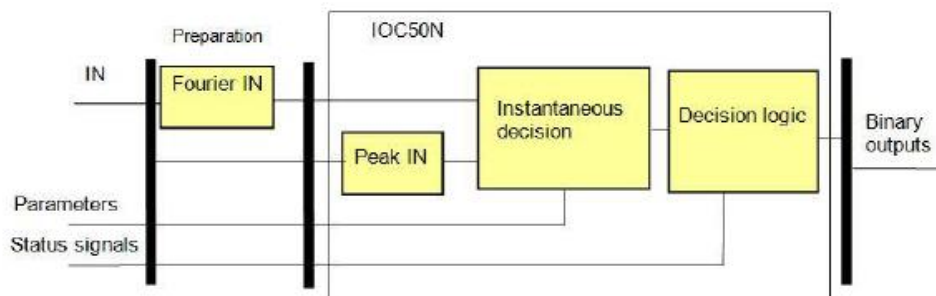 Preparation
IOC50N
IN
Fourier IN
Instantaneous
decision
Decision logic
Binary
outputs
Peak IN
Parameters
Status signals